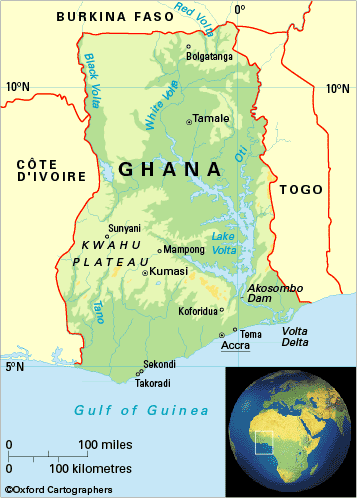 BURKINA FASO
Red Volta
0°
Bolgatanga
Black Volta
10°N
White Volta
10°N
Tamale
Oti
CÔTE
D'IVOIRE
GHANA
TOGO
Sunyani
KWAHU
PLATEAU
Mampong
Lake
Volta
Kumasi
Akosombo
Dam
Tano
Koforidua
Tema
Volta
Delta
Accra
5°N
Sekondi
Takoradi
Gulf of Guinea
0 100 miles
0 100 kilometres
©Oxford Cartographers